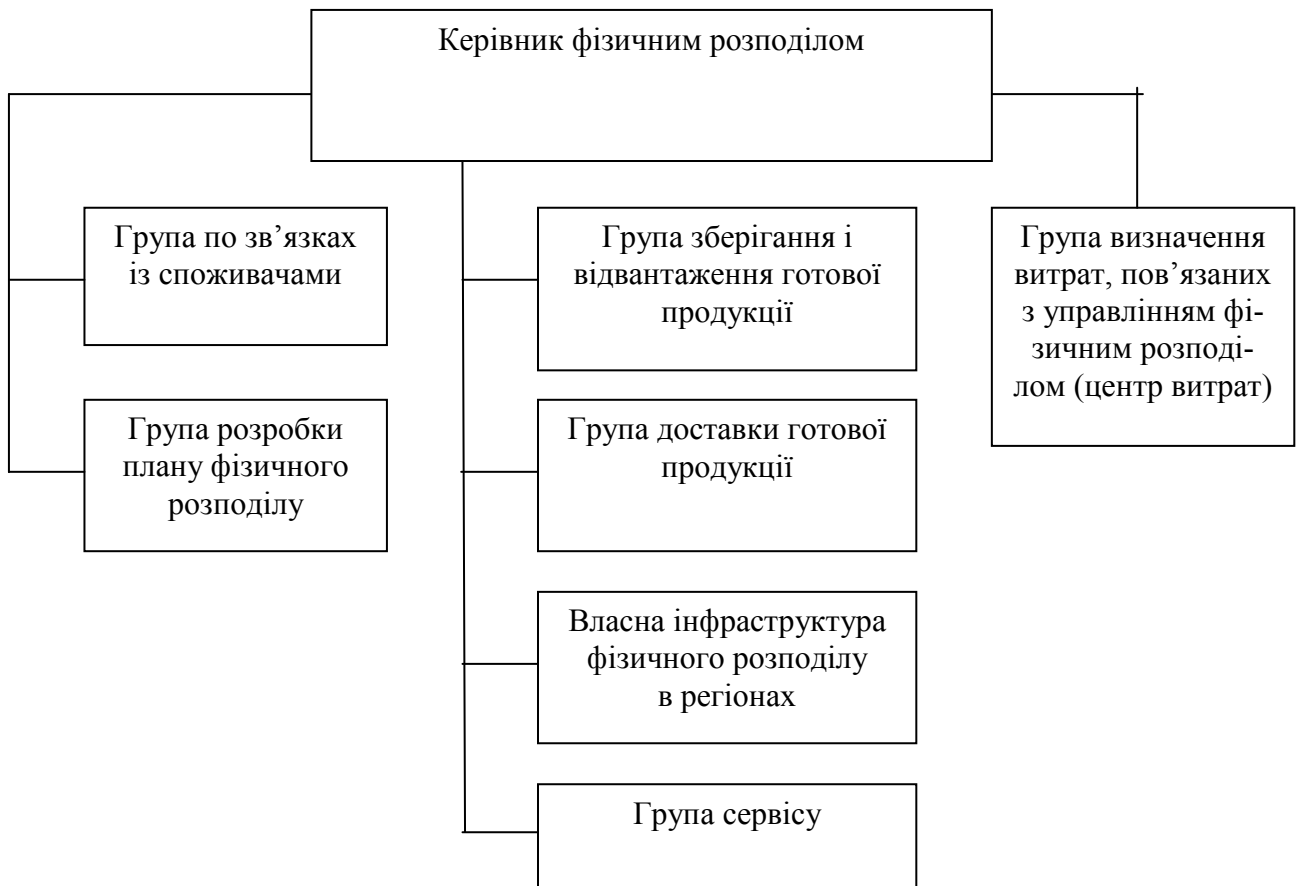 Керівник фізичним розподілом
Група по зв’язках
із споживачами
Група розробки
плану фізичного
розподілу
Група зберігання і
відвантаження готової
продукції
Група доставки готової
продукції
Власна інфраструктура
фізичного розподілу
в регіонах
Група сервісу
Група визначення
витрат, пов’язаних
з управлінням фі-
зичним розподі-
лом (центр витрат)